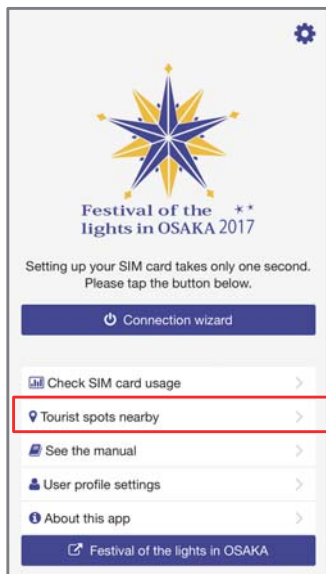 Festival of the
lights in OSAKA 2017
Setting up your SIM card takes only one second.
Please tap the button below.
Connection wizard
Check SIM card usage
Tourist spots nearby
See the manual
User profile settings
About this app
Festival of the lights in OSAKA